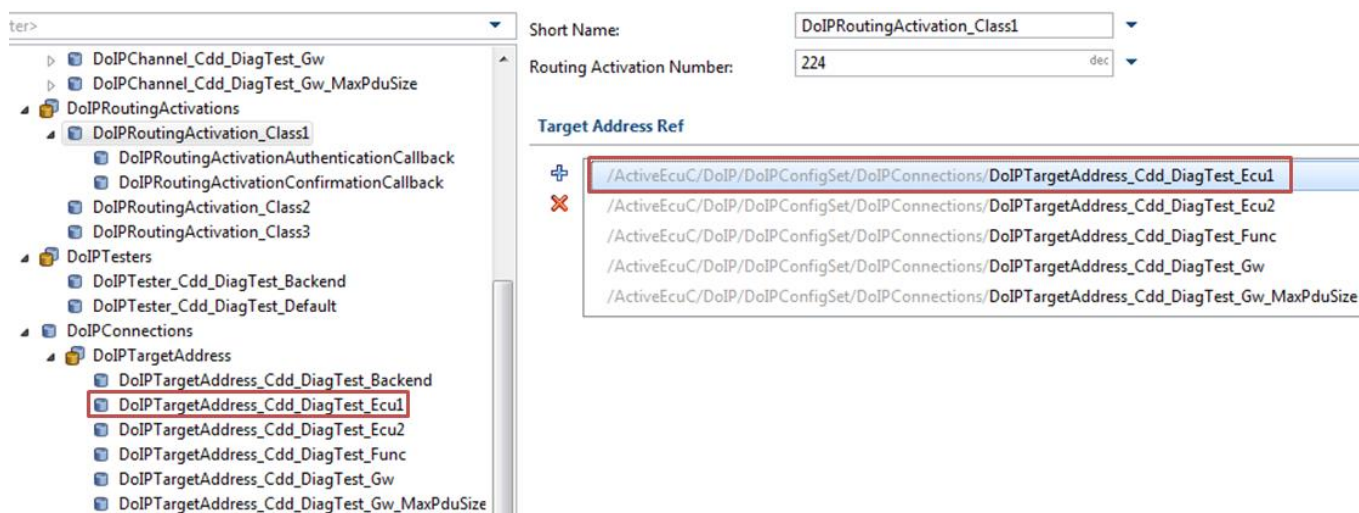 ter>
DoIPChannel_Cdd_DiagTest_Gw
DoIPChannel_Cdd_DiagTest_Gw_MaxPduSize
DoIPRoutingActivations
DoIPRoutingActivation_Class1
DoIPRoutingActivationAuthenticationCallback
DoIPRoutingActivationConfirmationCallback
DoIPRoutingActivation_Class2
DoIPRoutingActivation_Class3
DoIPTesters
DoIPTester_Cdd_DiagTest_Backend
DoIPTester_Cdd_DiagTest_Default
DoIPConnections
DoIPTargetAddress
DoIPTargetAddress_Cdd_DiagTest_Backend
DoIPTargetAddress_Cdd_DiagTest_Ecu1
DoIPTargetAddress_Cdd_DiagTest_Ecu2
DoIPTargetAddress_Cdd_DiagTest_Func
DoIPTargetAddress_Cdd_DiagTest_Gw
DoIPTargetAddress_Cdd_DiagTest_Gw_MaxPduSize
Short Name: DoIPRoutingActivation_Class1
Routing Activation Number: 224 dec
Target Address Ref
/ActiveEcuC/DoIP/DoIPConfigSet/DoIPConnections/DoIPTargetAddress_Cdd_DiagTest_Ecu1
/ActiveEcuC/DoIP/DoIPConfigSet/DoIPConnections/DoIPTargetAddress_Cdd_DiagTest_Ecu2
/ActiveEcuC/DoIP/DoIPConfigSet/DoIPConnections/DoIPTargetAddress_Cdd_DiagTest_Func
/ActiveEcuC/DoIP/DoIPConfigSet/DoIPConnections/DoIPTargetAddress_Cdd_DiagTest_Gw
/ActiveEcuC/DoIP/DoIPConfigSet/DoIPConnections/DoIPTargetAddress_Cdd_DiagTest_Gw_MaxPduSize